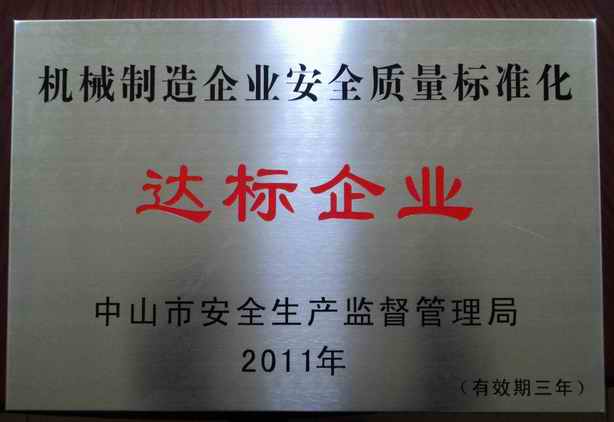 机械制造企业安全质量标准化
达标企业
中山市安全生产监督管理局
2011年
（有效期三年）